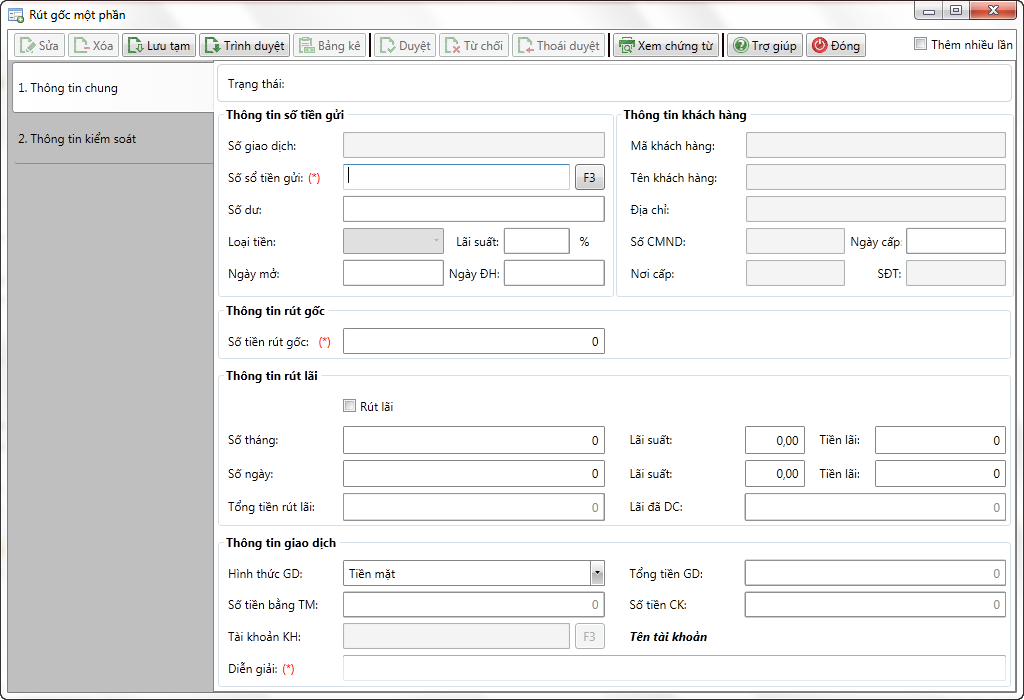 Rút gốc một phần
Sửa Xóa Lưu tạm Trình duyệt Bảng kê Duyệt Từ chối Thoái duyệt Xem chứng từ Trợ giúp Đóng Thêm nhiều lần
1. Thông tin chung
2. Thông tin kiểm soát
Trạng thái:
Thông tin số tiền gửi
Số giao dịch:
Số sổ tiền gửi: (*) F3
Số dư:
Loại tiền: Lãi suất: %
Ngày mở: Ngày ĐH:
Thông tin khách hàng
Mã khách hàng:
Tên khách hàng:
Địa chỉ:
Số CMND: Ngày cấp:
Nơi cấp: SĐT:
Thông tin rút gốc
Số tiền rút gốc: (*) 0
Thông tin rút lãi
Rút lãi
Số tháng: 0 Lãi suất: 0,00 Tiền lãi: 0
Số ngày: 0 Lãi suất: 0,00 Tiền lãi: 0
Tổng tiền rút lãi: 0 Lãi đã DC: 0
Thông tin giao dịch
Hình thức GD: Tiền mặt Tổng tiền GD: 0
Số tiền bằng TM: 0 Số tiền CK: 0
Tài khoản KH: F3 Tên tài khoản
Diễn giải: (*)